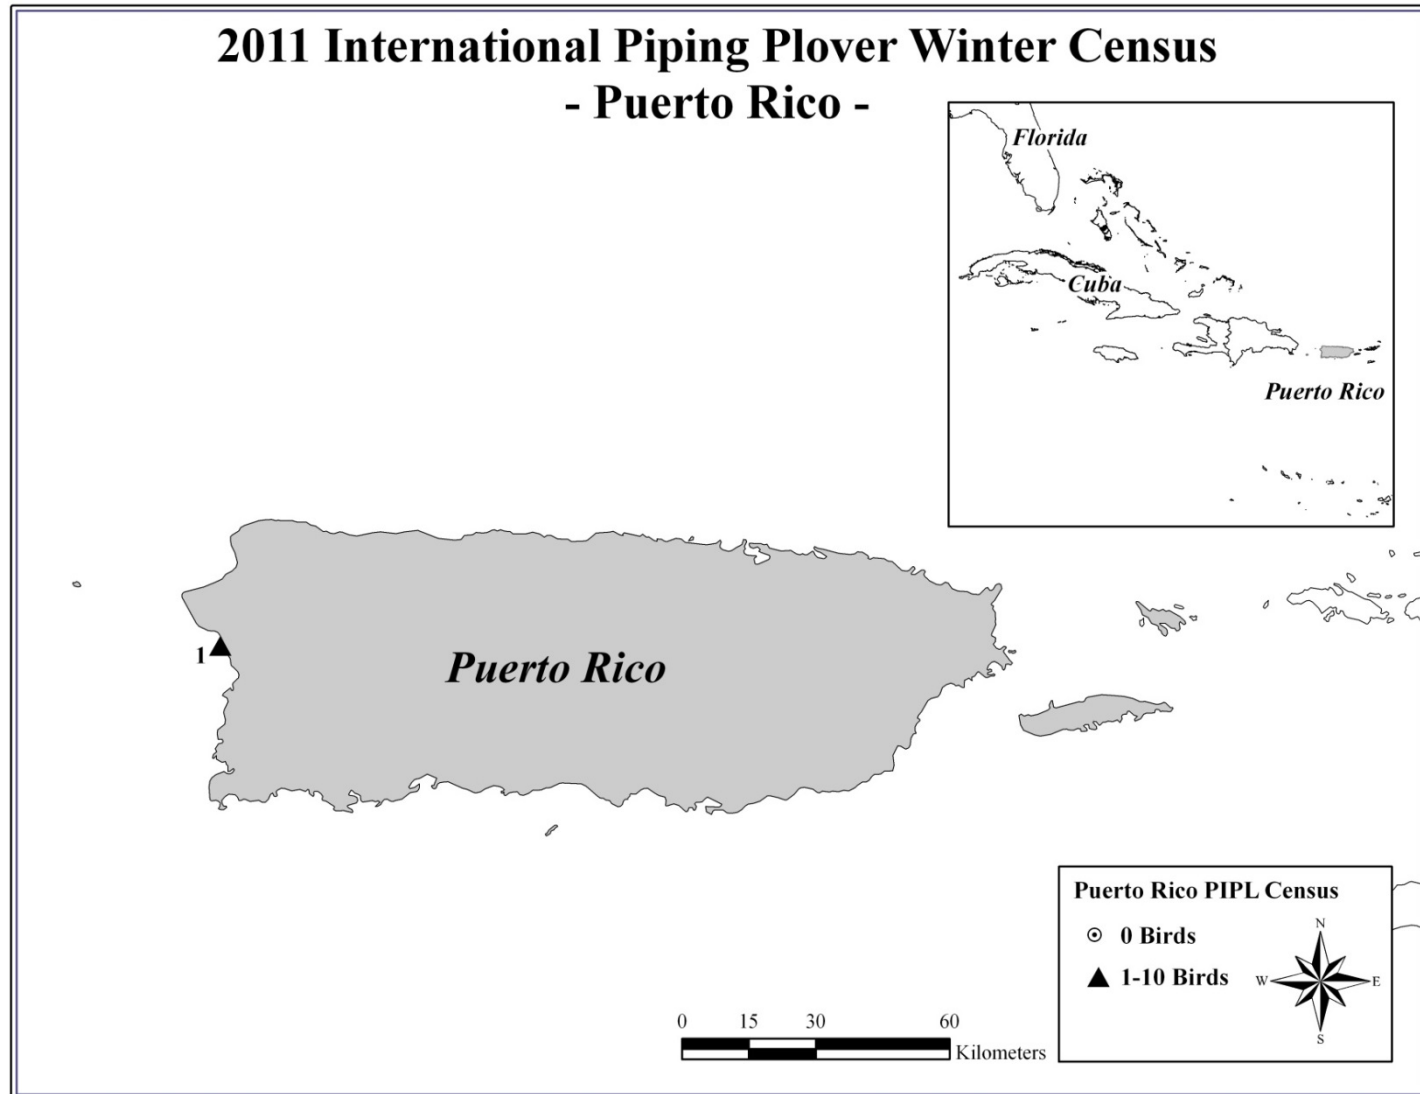 2011 International Piping Plover Winter Census
- Puerto Rico -
Florida
Cuba
Puerto Rico
1
Puerto Rico
Puerto Rico PIPL Census
0 Birds
1-10 Birds
N
W
E
S
0 15 30 60
Kilometers